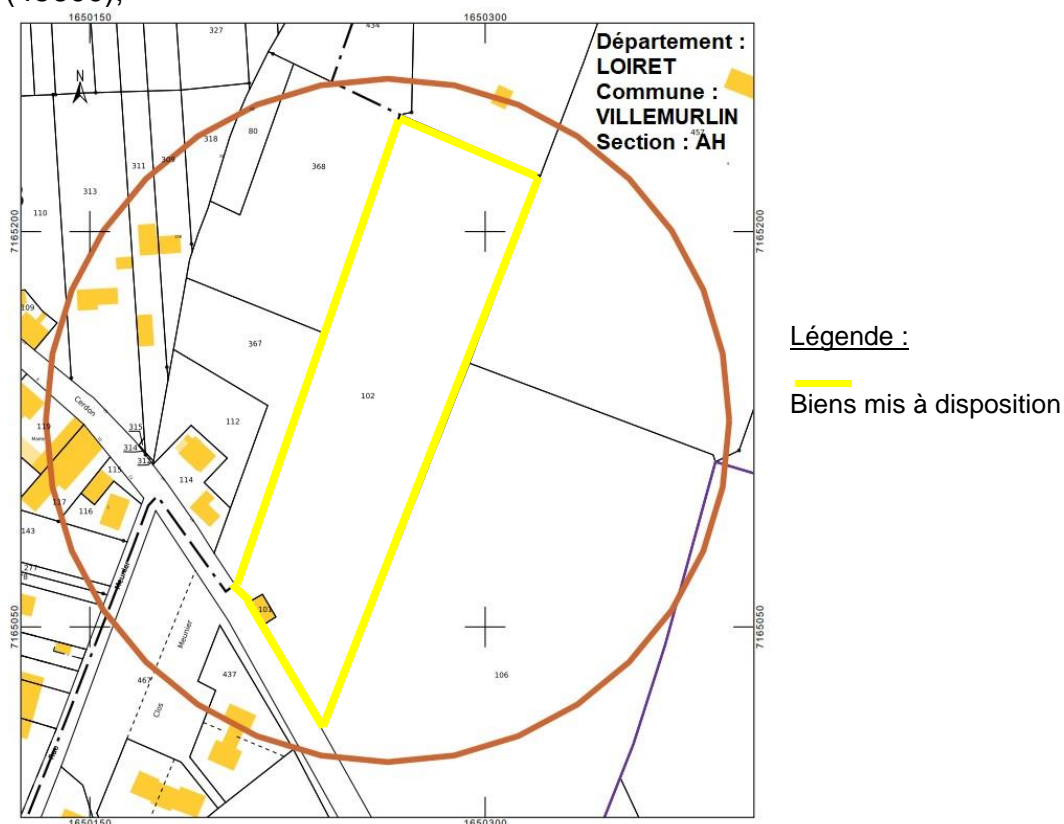 1650150
1650300
Département :
LOIRET
Commune :
VILLEMURLIN
Section : AH
N
327
434
457
318
80
309
311
368
313
110
7165200
7165200
109
367
102
Cerdon
112
119
315
314
114
115
117
116
143
277
Meunier
101
7165050
7165050
Meunier
467
437
106
Clos
Rue
1650150
1650300
Légende :
Biens mis à disposition